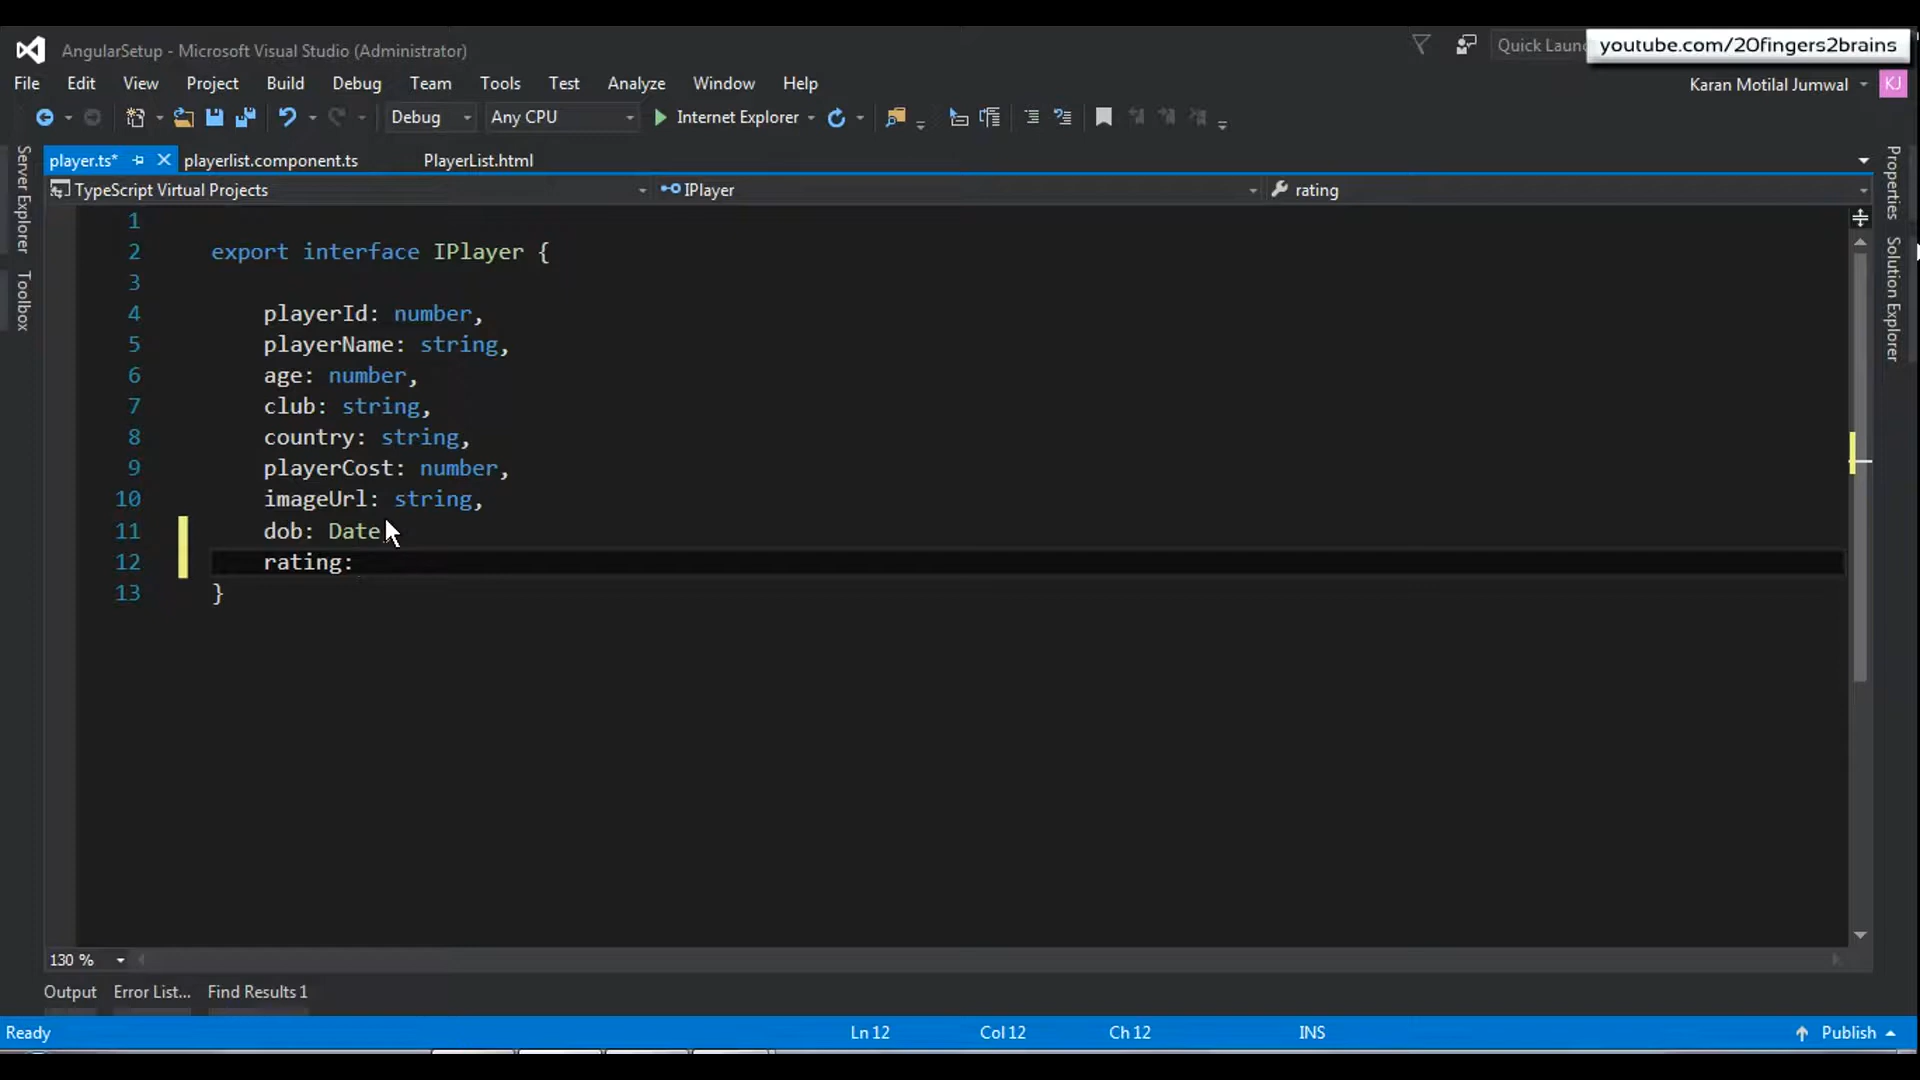 youtube.com/20fingers2brains
AngularSetup - Microsoft Visual Studio (Administrator)
Quick Laun
File Edit View Project Build Debug Team Tools Test Analyze Window Help
Karan Motilal Jumwal KJ
Debug Any CPU Internet Explorer
player.ts* playerlist.component.ts PlayerList.html
TypeScript Virtual Projects IPlayer rating
Server Explorer
Toolbox
Properties
Solution Explorer
1
2 export interface IPlayer {
3
4 playerId: number,
5 playerName: string,
6 age: number,
7 club: string,
8 country: string,
9 playerCost: number,
10 imageUrl: string,
11 dob: Date
12 rating:
13 }
130 %
Output Error List... Find Results 1
Ready Ln 12 Col 12 Ch 12 INS Publish